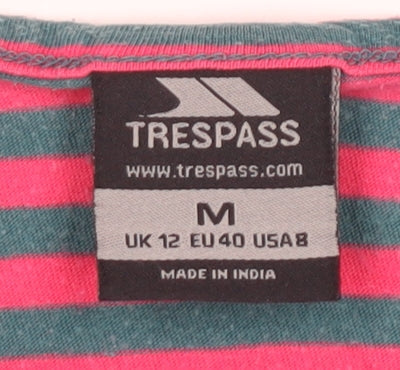 TRESPASS
www.trespass.com
M
UK 12 EU 40 USA 8
MADE IN INDIA